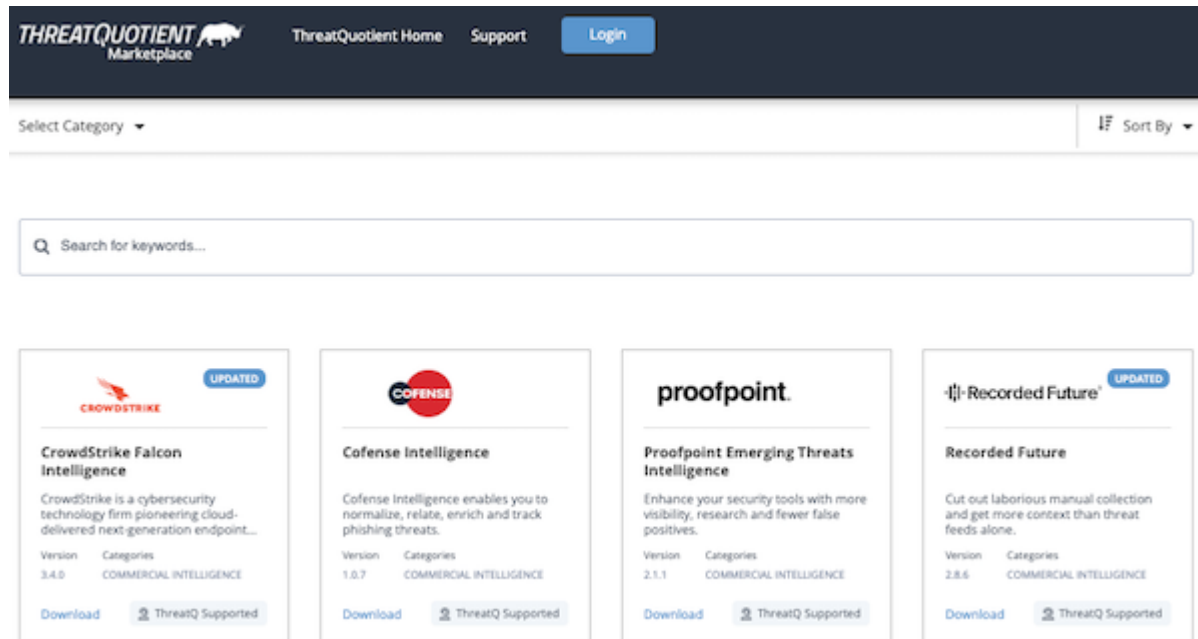 THREATQUOTIENT
Marketplace
ThreatQuotient Home Support Login
Select Category
Sort By
Search for keywords...
UPDATED
CROWDSTRIKE
CrowdStrike Falcon
Intelligence
CrowdStrike is a cybersecurity
technology firm pioneering cloud-
delivered next-generation endpoint...
Version Categories
3.4.0 COMMERCIAL INTELLIGENCE
Download ThreatQ Supported
COFENSE
Cofense Intelligence
Cofense Intelligence enables you to
normalize, relate, enrich and track
phishing threats.
Version Categories
1.0.7 COMMERCIAL INTELLIGENCE
Download ThreatQ Supported
proofpoint.
Proofpoint Emerging Threats
Intelligence
Enhance your security tools with more
visibility, research and fewer false
positives.
Version Categories
2.1.1 COMMERCIAL INTELLIGENCE
Download ThreatQ Supported
UPDATED
Recorded Future®
Recorded Future
Cut out laborious manual collection
and get more context than threat
feeds alone.
Version Categories
2.8.6 COMMERCIAL INTELLIGENCE
Download ThreatQ Supported